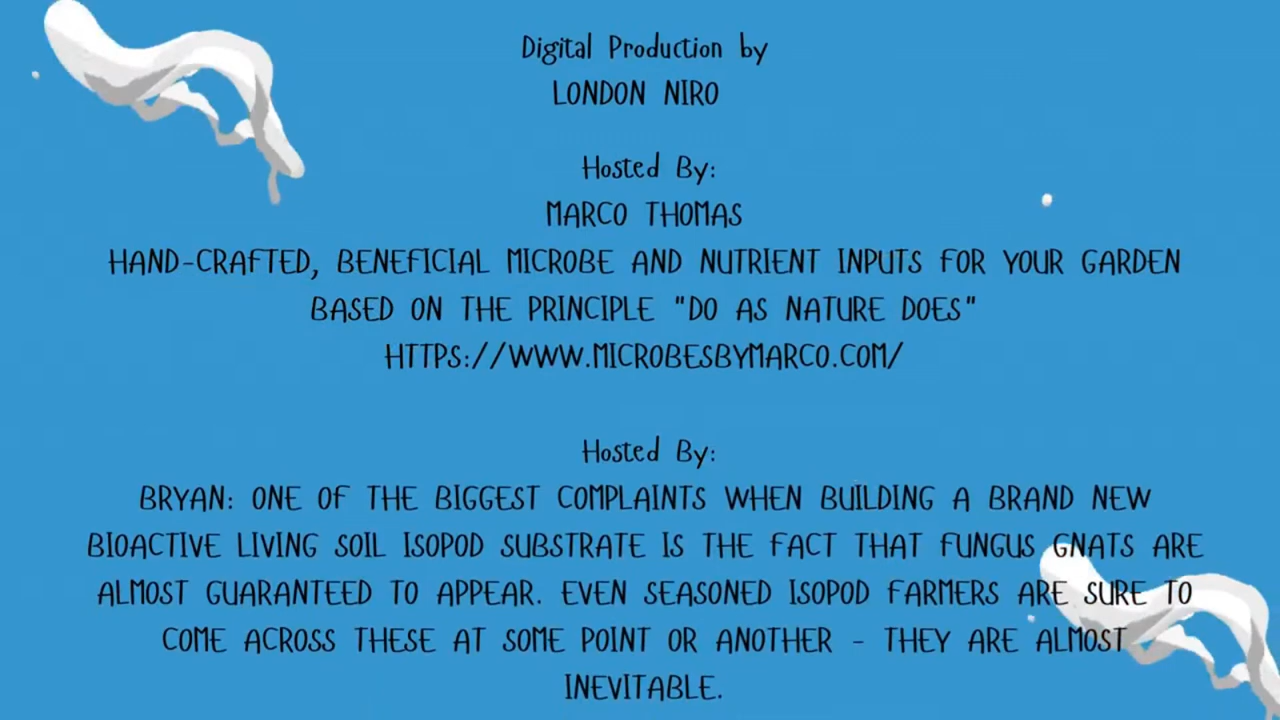 Digital Production by
LONDON NIRO
Hosted By:
MARCO THOMAS
HAND-CRAFTED, BENEFICIAL MICROBE AND NUTRIENT INPUTS FOR YOUR GARDEN
BASED ON THE PRINCIPLE "DO AS NATURE DOES"
HTTPS://WWW.MICROBESBYMARCO.COM/
Hosted By:
BRYAN: ONE OF THE BIGGEST COMPLAINTS WHEN BUILDING A BRAND NEW
BIOACTIVE LIVING SOIL ISOPOD SUBSTRATE IS THE FACT THAT FUNGUS GNATS ARE
ALMOST GUARANTEED TO APPEAR. EVEN SEASONED ISOPOD FARMERS ARE SURE TO
COME ACROSS THESE AT SOME POINT OR ANOTHER - THEY ARE ALMOST
INEVITABLE.